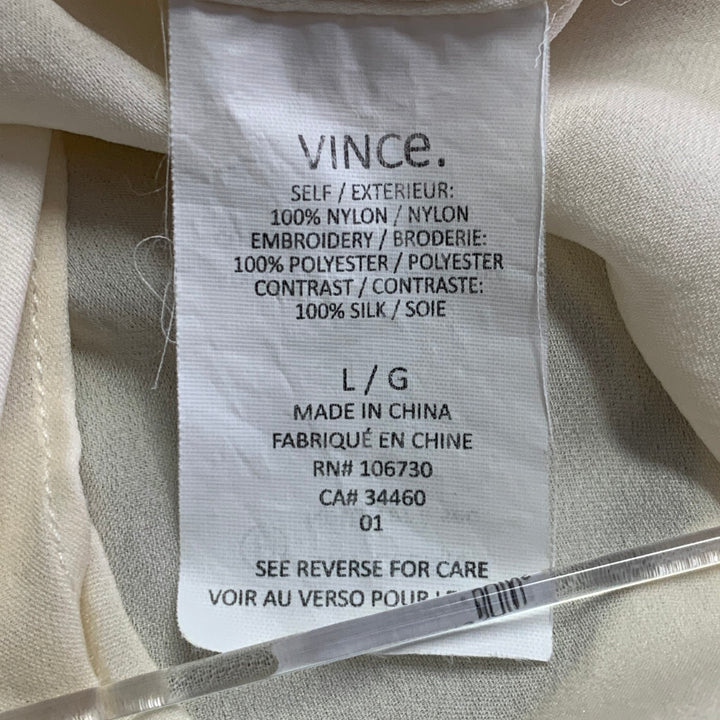 VINCE.
SELF / EXTERIEUR:
100% NYLON / NYLON
EMBROIDERY / BRODERIE:
100% POLYESTER / POLYESTER
CONTRAST / CONTRASTE:
100% SILK / SOIE
L / G
MADE IN CHINA
FABRIQUÉ EN CHINE
RN# 106730
CA# 34460
01
SEE REVERSE FOR CARE
VOIR AU VERSO POUR